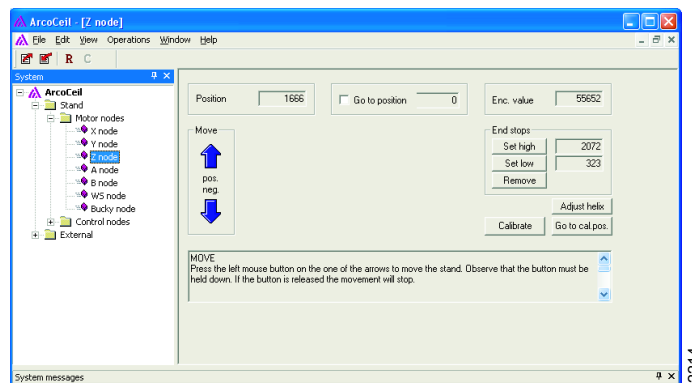 ArcoCeil - [Z node]
File Edit View Operations Window Help
R C
System
ArcoCeil
Stand
Motor nodes
X node
Y node
Z node
A node
B node
WS node
Bucky node
Control nodes
External
Position 1666
Go to position 0
Enc. value 55652
Move
pos.
neg.
End stops
Set high 2072
Set low 323
Remove
Adjust helix
Calibrate Go to cal.pos.
MOVE
Press the left mouse button on the one of the arrows to move the stand. Observe that the button must be
held down. If the button is released the movement will stop.
System messages